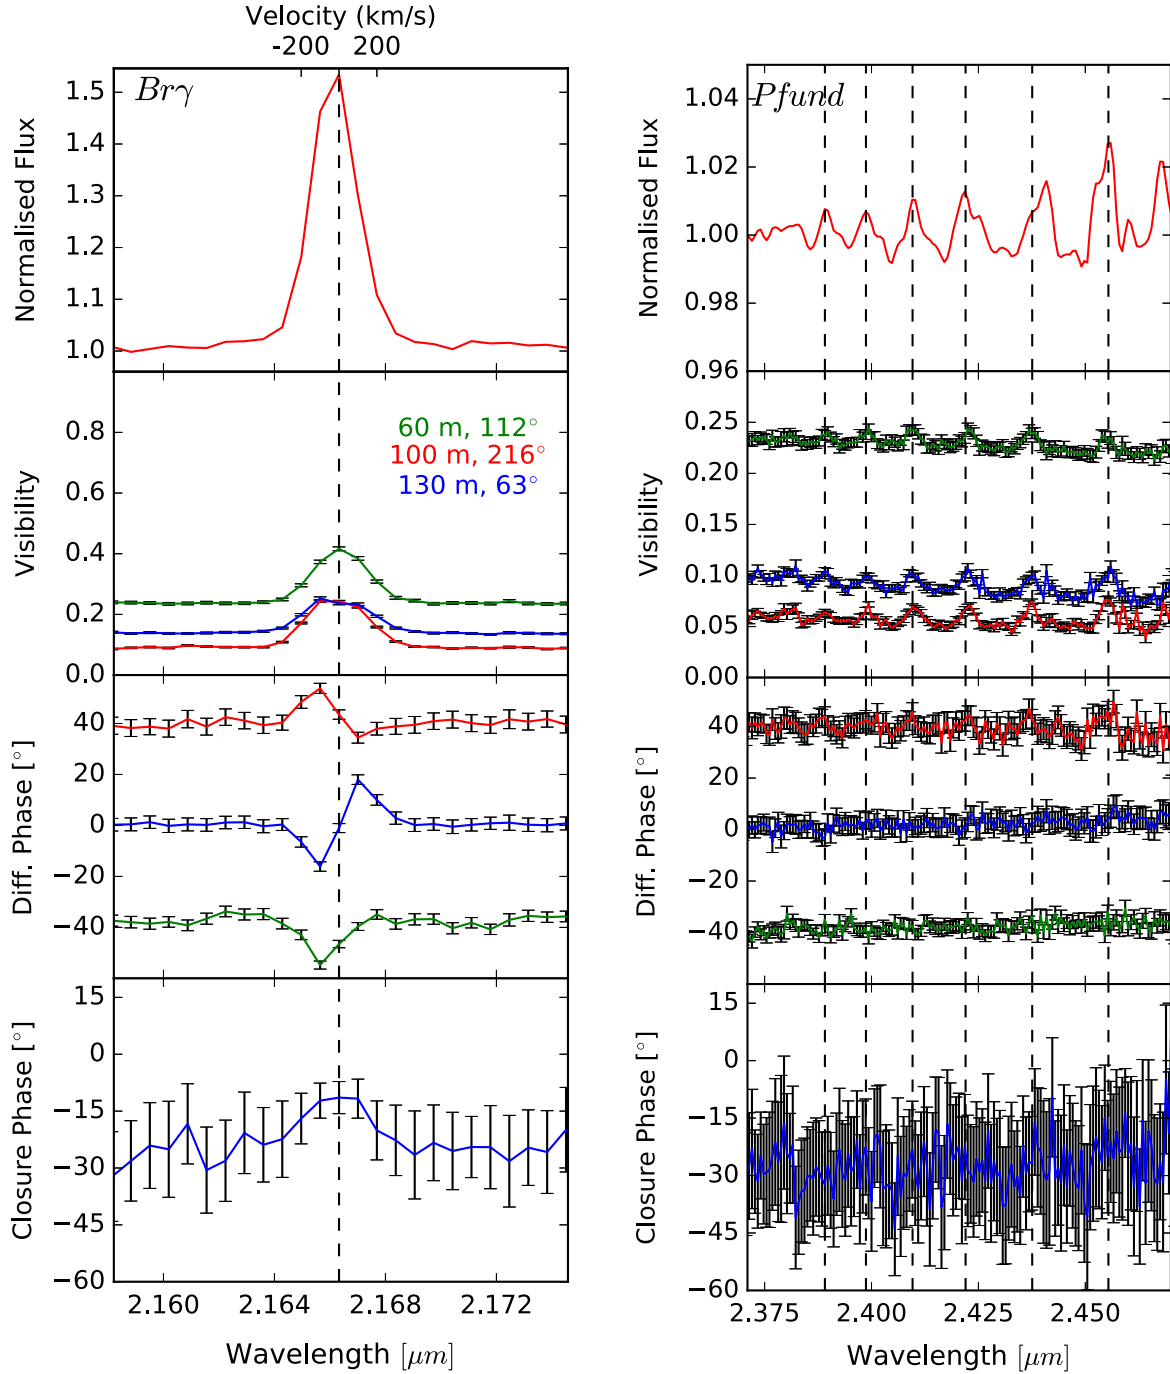 Velocity (km/s)
-200 200
Brγ
Normalised Flux
1.5
1.4
1.3
1.2
1.1
1.0
Visibility
0.8
0.6
0.4
0.2
0.0
60 m, 112°
100 m, 216°
130 m, 63°
Diff. Phase [°]
40
20
0
−20
−40
Closure Phase [°]
15
0
−15
−30
−45
−60
2.160 2.164 2.168 2.172
Wavelength [μm]
Pfund
Normalised Flux
1.04
1.02
1.00
0.98
0.96
Visibility
0.25
0.20
0.15
0.10
0.05
0.00
Diff. Phase [°]
40
20
0
−20
−40
Closure Phase [°]
15
0
−15
−30
−45
−60
2.375 2.400 2.425 2.450
Wavelength [μm]